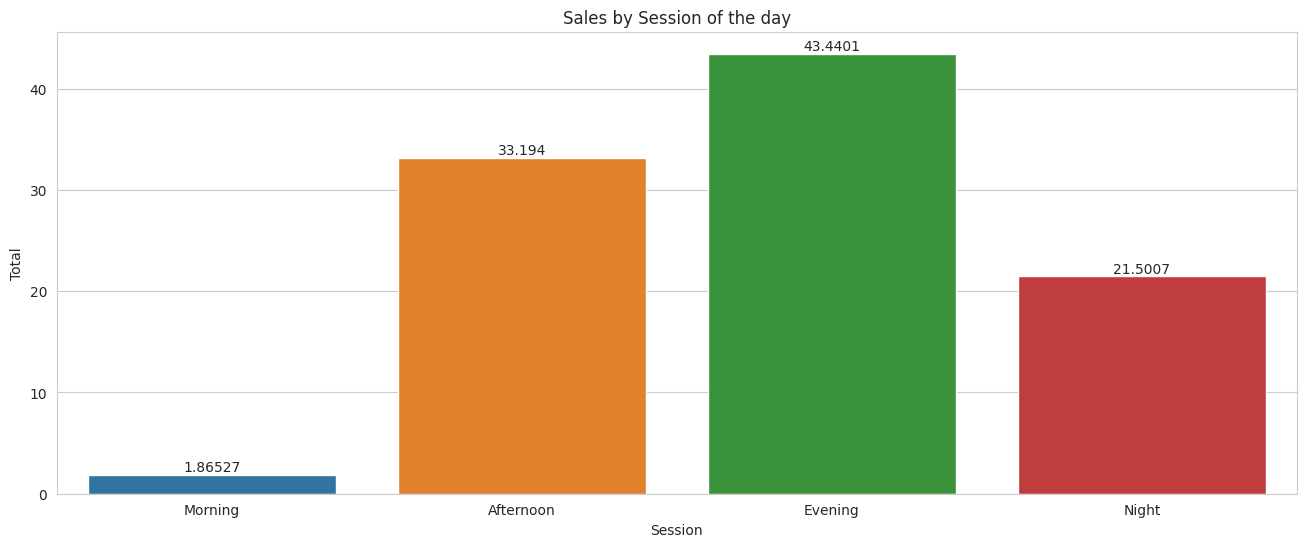 Sales by Session of the day
43.4401
33.194
21.5007
1.86527
40
30
20
10
0
Total
Morning Afternoon Evening Night
Session